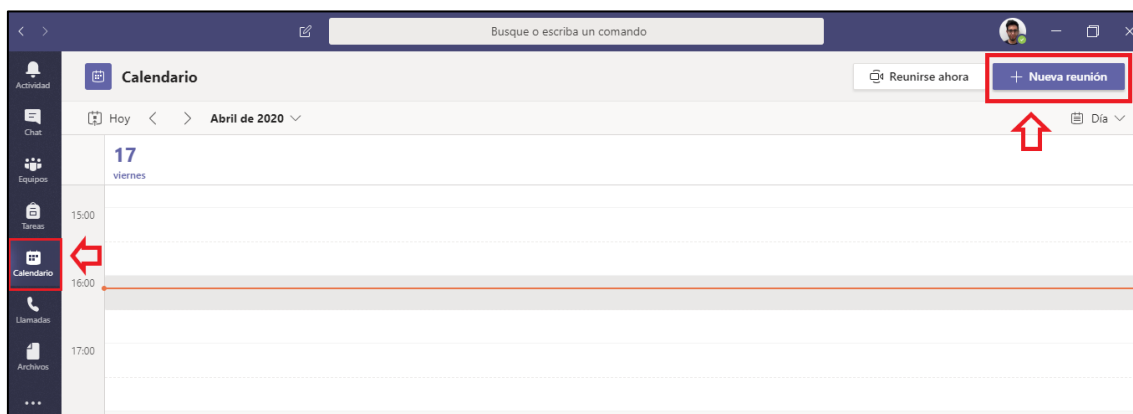 Busque o escriba un comando
Actividad
Chat
Equipos
Tareas
Calendario
Llamadas
Archivos
Calendario
Reunirse ahora
+ Nueva reunión
Hoy
Abril de 2020
Día
17
viernes
15:00
16:00
17:00